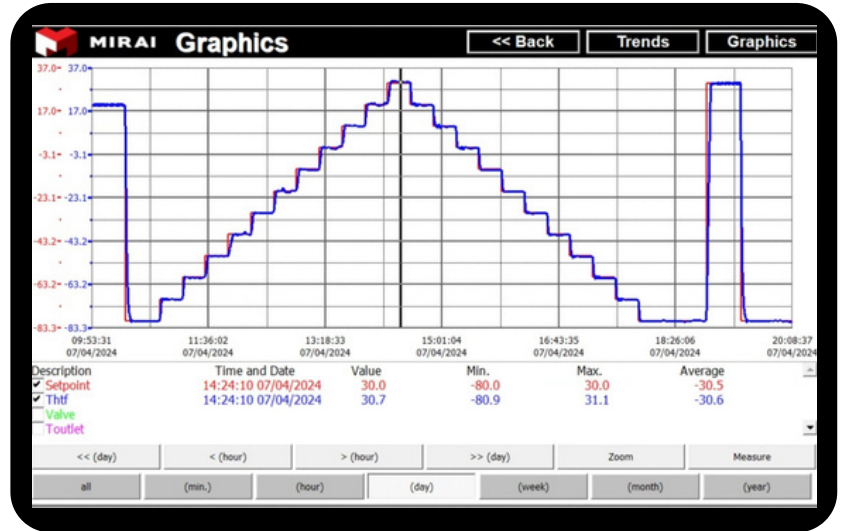 MIRAI Graphics << Back Trends Graphics
37.0 37.0
17.0 17.0
-3.1 -3.1
-23.1 -23.1
-43.2 -43.2
-63.2 -63.2
-83.3 -83.3
09:53:31 11:36:02 13:18:33 15:01:04 16:43:35 18:26:06 20:08:37
07/04/2024 07/04/2024 07/04/2024 07/04/2024 07/04/2024 07/04/2024 07/04/2024
Description Time and Date Value Min. Max. Average
Setpoint 14:24:10 07/04/2024 30.0 -80.0 30.0 -30.5
Thtf 14:24:10 07/04/2024 30.7 -80.9 31.1 -30.6
Valve
Toutlet
<< (day) < (hour) > (hour) >> (day) Zoom Measure
all (min.) (hour) (day) (week) (month) (year)